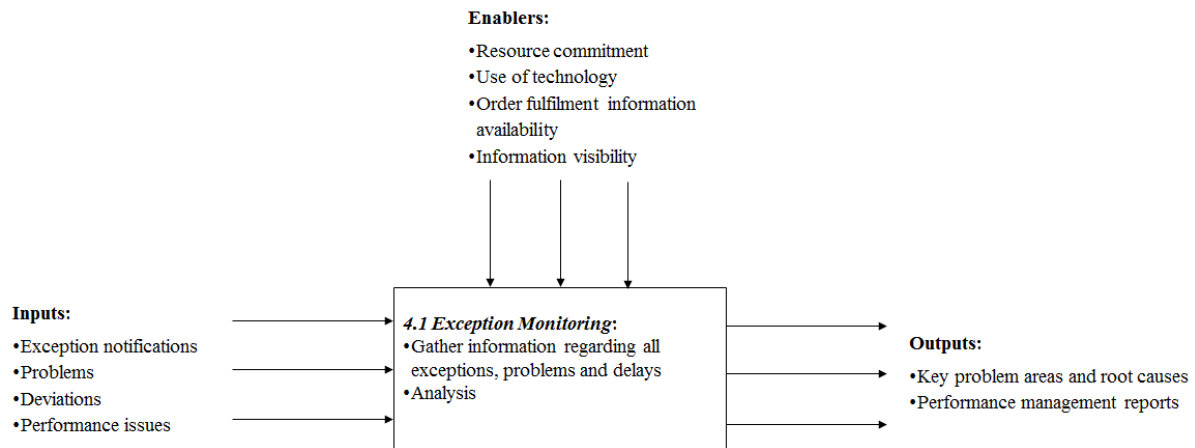 Enablers:
•Resource commitment
•Use of technology
•Order fulfilment information
availability
•Information visibility
Inputs:
•Exception notifications
•Problems
•Deviations
•Performance issues
4.1 Exception Monitoring:
•Gather information regarding all
exceptions, problems and delays
•Analysis
Outputs:
•Key problem areas and root causes
•Performance management reports